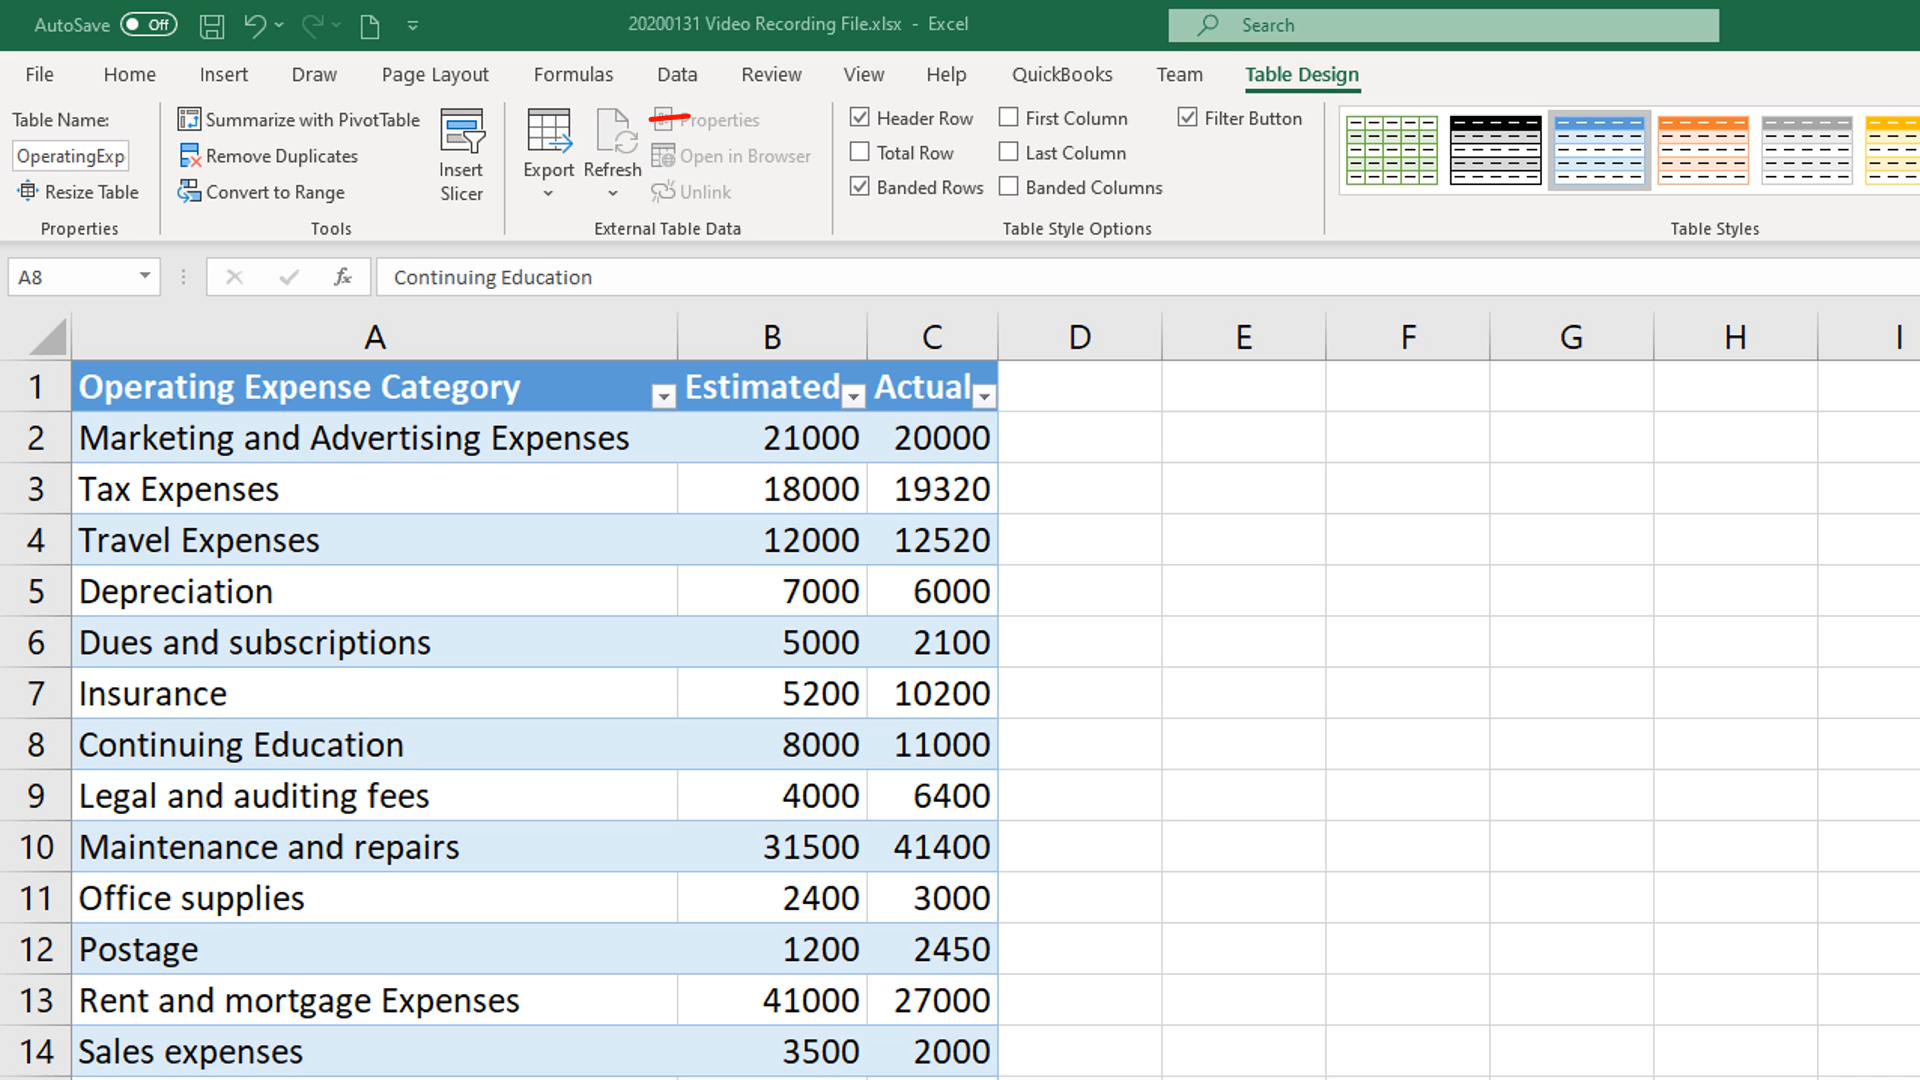 AutoSave Off 20200131 Video Recording File.xlsx - Excel Search
File Home Insert Draw Page Layout Formulas Data Review View Help QuickBooks Team Table Design
Table Name:
OperatingExp
Resize Table
Properties
Summarize with PivotTable
Remove Duplicates
Convert to Range
Tools
Insert
Slicer
Export
Refresh
Properties
Open in Browser
Unlink
External Table Data
Header Row First Column Filter Button
Total Row Last Column
Banded Rows Banded Columns
Table Style Options
Table Styles
A8 fx Continuing Education
A B C D E F G H I
1 Operating Expense Category Estimated Actual
2 Marketing and Advertising Expenses 21000 20000
3 Tax Expenses 18000 19320
4 Travel Expenses 12000 12520
5 Depreciation 7000 6000
6 Dues and subscriptions 5000 2100
7 Insurance 5200 10200
8 Continuing Education 8000 11000
9 Legal and auditing fees 4000 6400
10 Maintenance and repairs 31500 41400
11 Office supplies 2400 3000
12 Postage 1200 2450
13 Rent and mortgage Expenses 41000 27000
14 Sales expenses 3500 2000